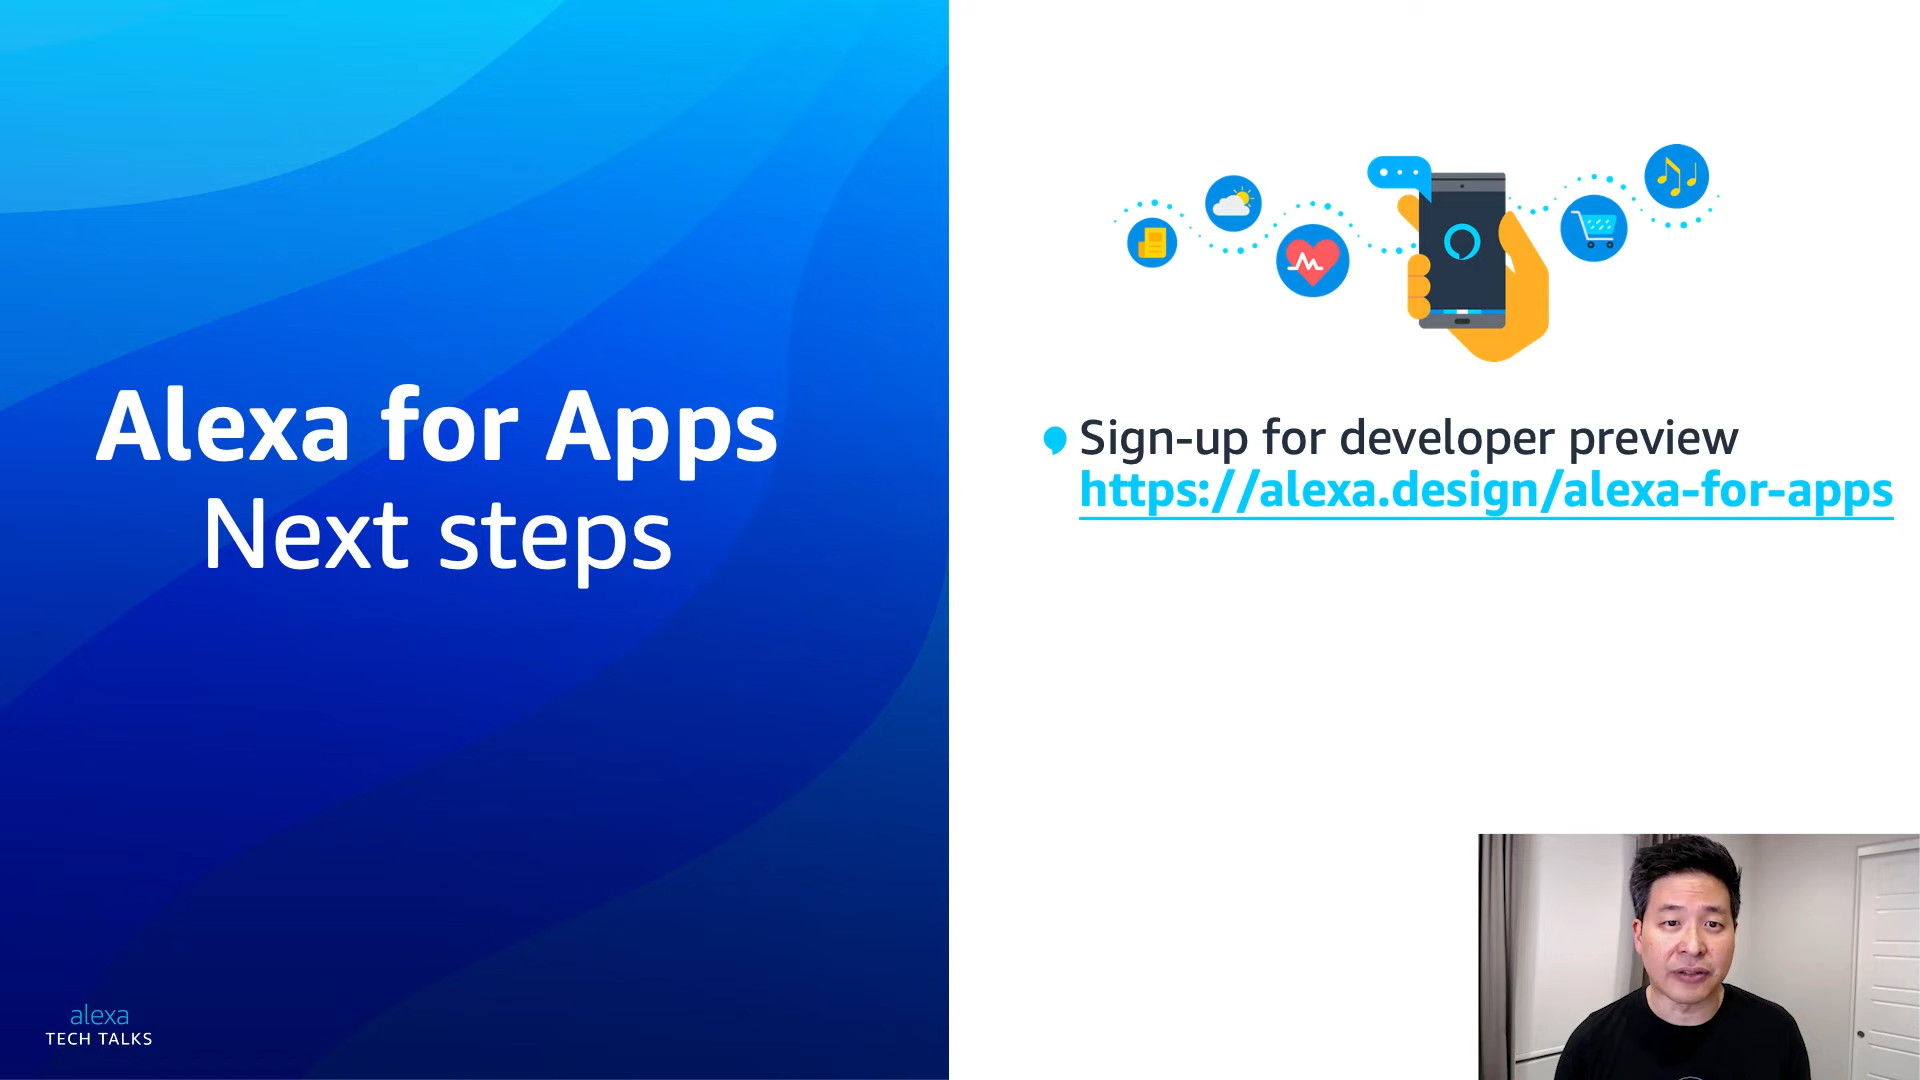 Alexa for Apps
Next steps
Sign-up for developer preview
https://alexa.design/alexa-for-apps
alexa
TECH TALKS